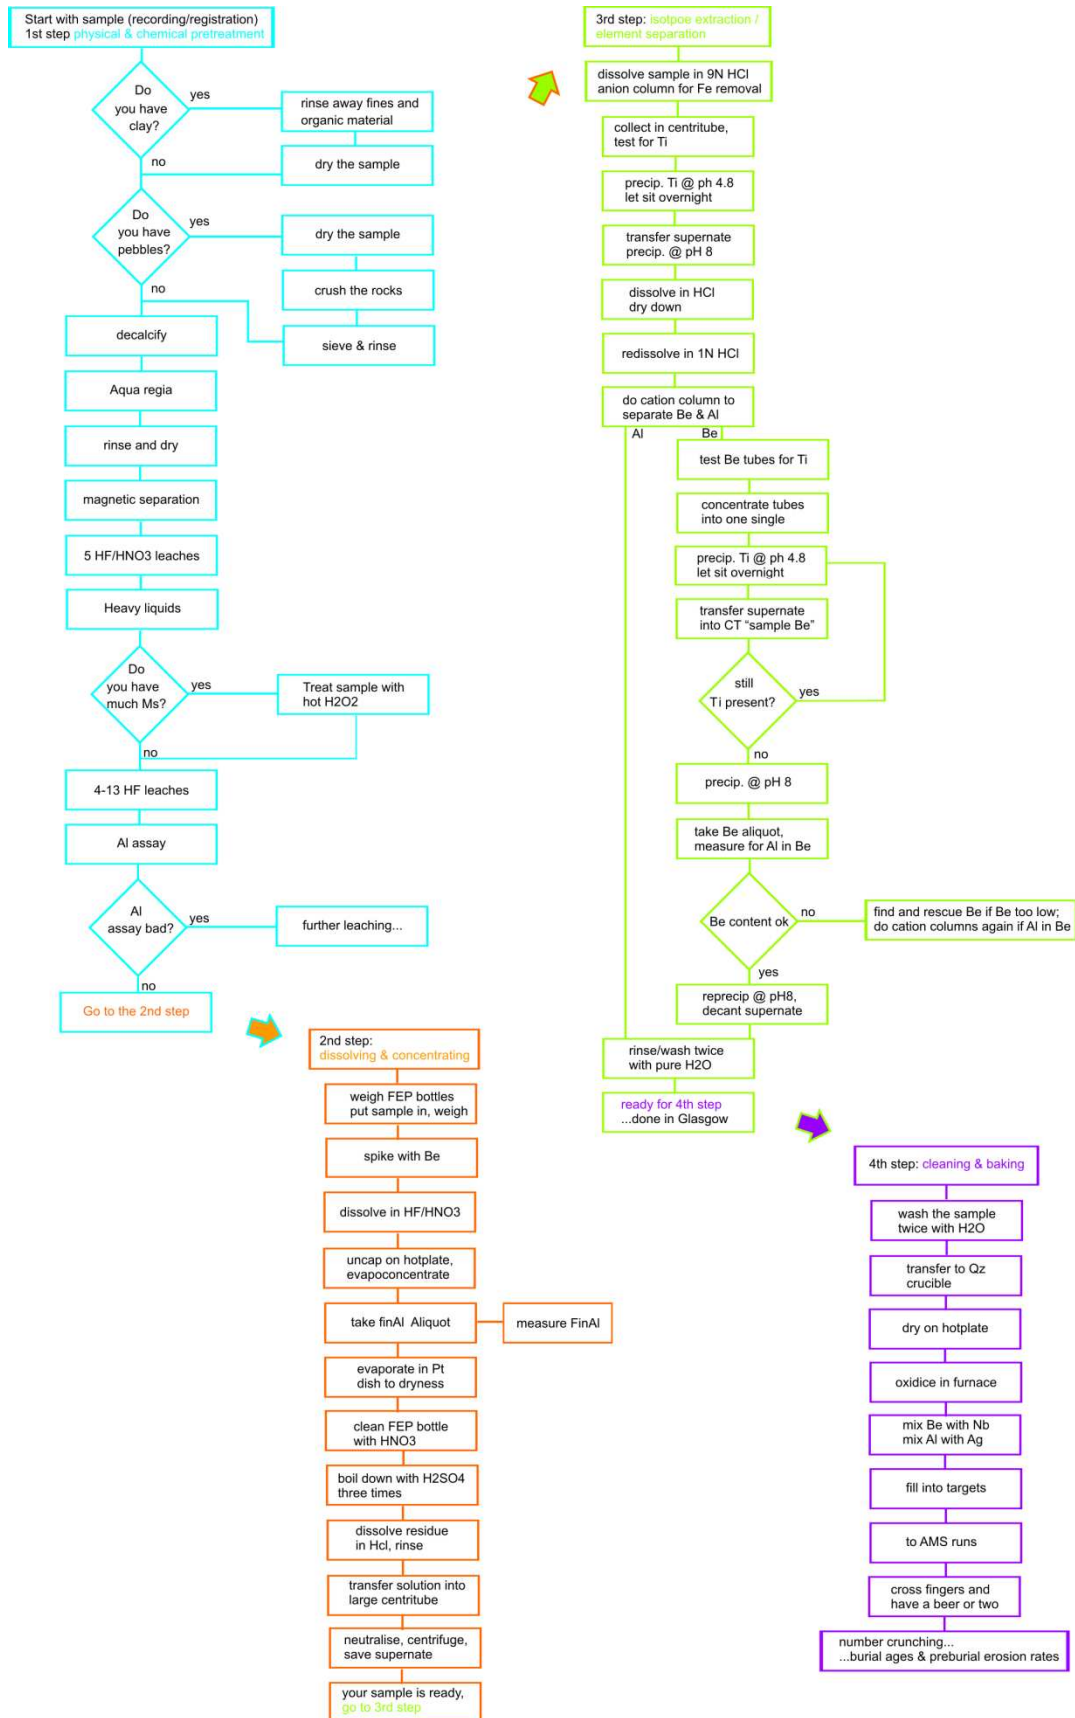 Start with sample (recording/registration)
1st step physical & chemical pretreatment
Do
you have
clay?
yes
rinse away fines and
organic material
no
dry the sample
Do
you have
pebbles?
yes
dry the sample
crush the rocks
no
sieve & rinse
decalcify
Aqua regia
rinse and dry
magnetic separation
5 HF/HNO3 leaches
Heavy liquids
Do
you have
much Ms?
yes
Treat sample with
hot H2O2
no
4-13 HF leaches
Al assay
Al
assay bad?
yes
further leaching...
no
Go to the 2nd step
2nd step:
dissolving & concentrating
weigh FEP bottles
put sample in, weigh
spike with Be
dissolve in HF/HNO3
uncap on hotplate,
evapoconcentrate
take finAl Aliquot
measure FinAl
evaporate in Pt
dish to dryness
clean FEP bottle
with HNO3
boil down with H2SO4
three times
dissolve residue
in Hcl, rinse
transfer solution into
large centritube
neutralise, centrifuge,
save supernate
your sample is ready,
go to 3rd step
3rd step: isotpoe extraction /
element separation
dissolve sample in 9N HCl
anion column for Fe removal
collect in centritube,
test for Ti
precip. Ti @ ph 4.8
let sit overnight
transfer supernate
precip. @ pH 8
dissolve in HCl
dry down
redissolve in 1N HCl
do cation column to
separate Be & Al
Al
Be
test Be tubes for Ti
concentrate tubes
into one single
precip. Ti @ ph 4.8
let sit overnight
transfer supernate
into CT “sample Be”
still
Ti present?
yes
no
precip. @ pH 8
take Be aliquot,
measure for Al in Be
Be content ok
no
find and rescue Be if Be too low;
do cation columns again if Al in Be
yes
reprecip @ pH8,
decant supernate
rinse/wash twice
with pure H2O
ready for 4th step
...done in Glasgow
4th step: cleaning & baking
wash the sample
twice with H2O
transfer to Qz
crucible
dry on hotplate
oxidice in furnace
mix Be with Nb
mix Al with Ag
fill into targets
to AMS runs
cross fingers and
have a beer or two
number crunching...
...burial ages & preburial erosion rates